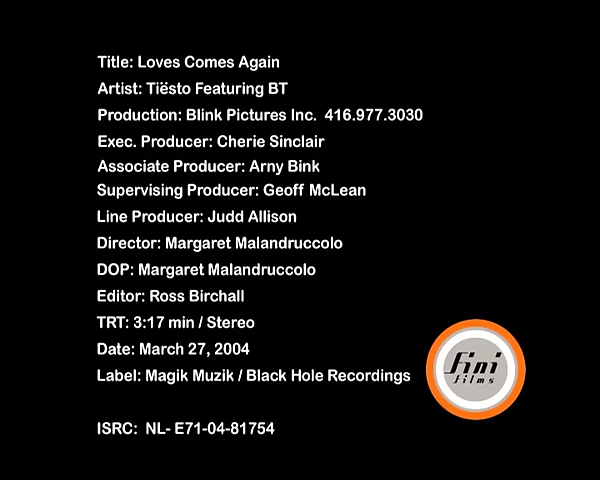 Title: Loves Comes Again
Artist: Tiësto Featuring BT
Production: Blink Pictures Inc.  416.977.3030
Exec. Producer: Cherie Sinclair
Associate Producer: Arny Bink
Supervising Producer: Geoff McLean
Line Producer: Judd Allison
Director: Margaret Malandruccolo
DOP: Margaret Malandruccolo
Editor: Ross Birchall
TRT: 3:17 min / Stereo
Date: March 27, 2004
Label: Magik Muzik / Black Hole Recordings
fini
films
ISRC:  NL- E71-04-81754